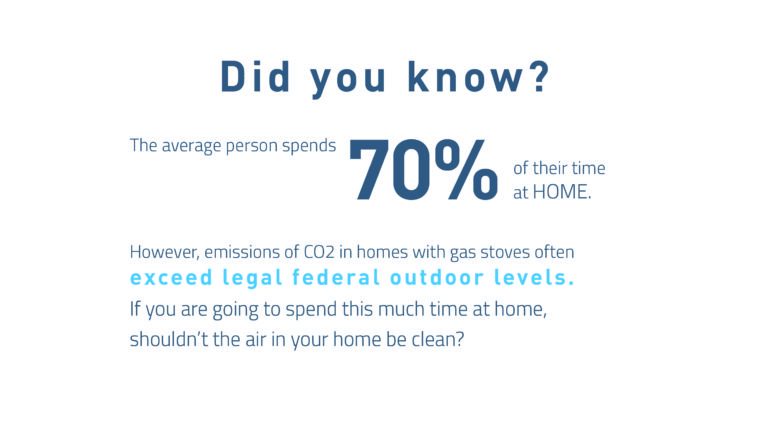 Did you know?
The average person spends 70% of their time
at HOME.
However, emissions of CO2 in homes with gas stoves often
exceed legal federal outdoor levels.
If you are going to spend this much time at home,
shouldn't the air in your home be clean?